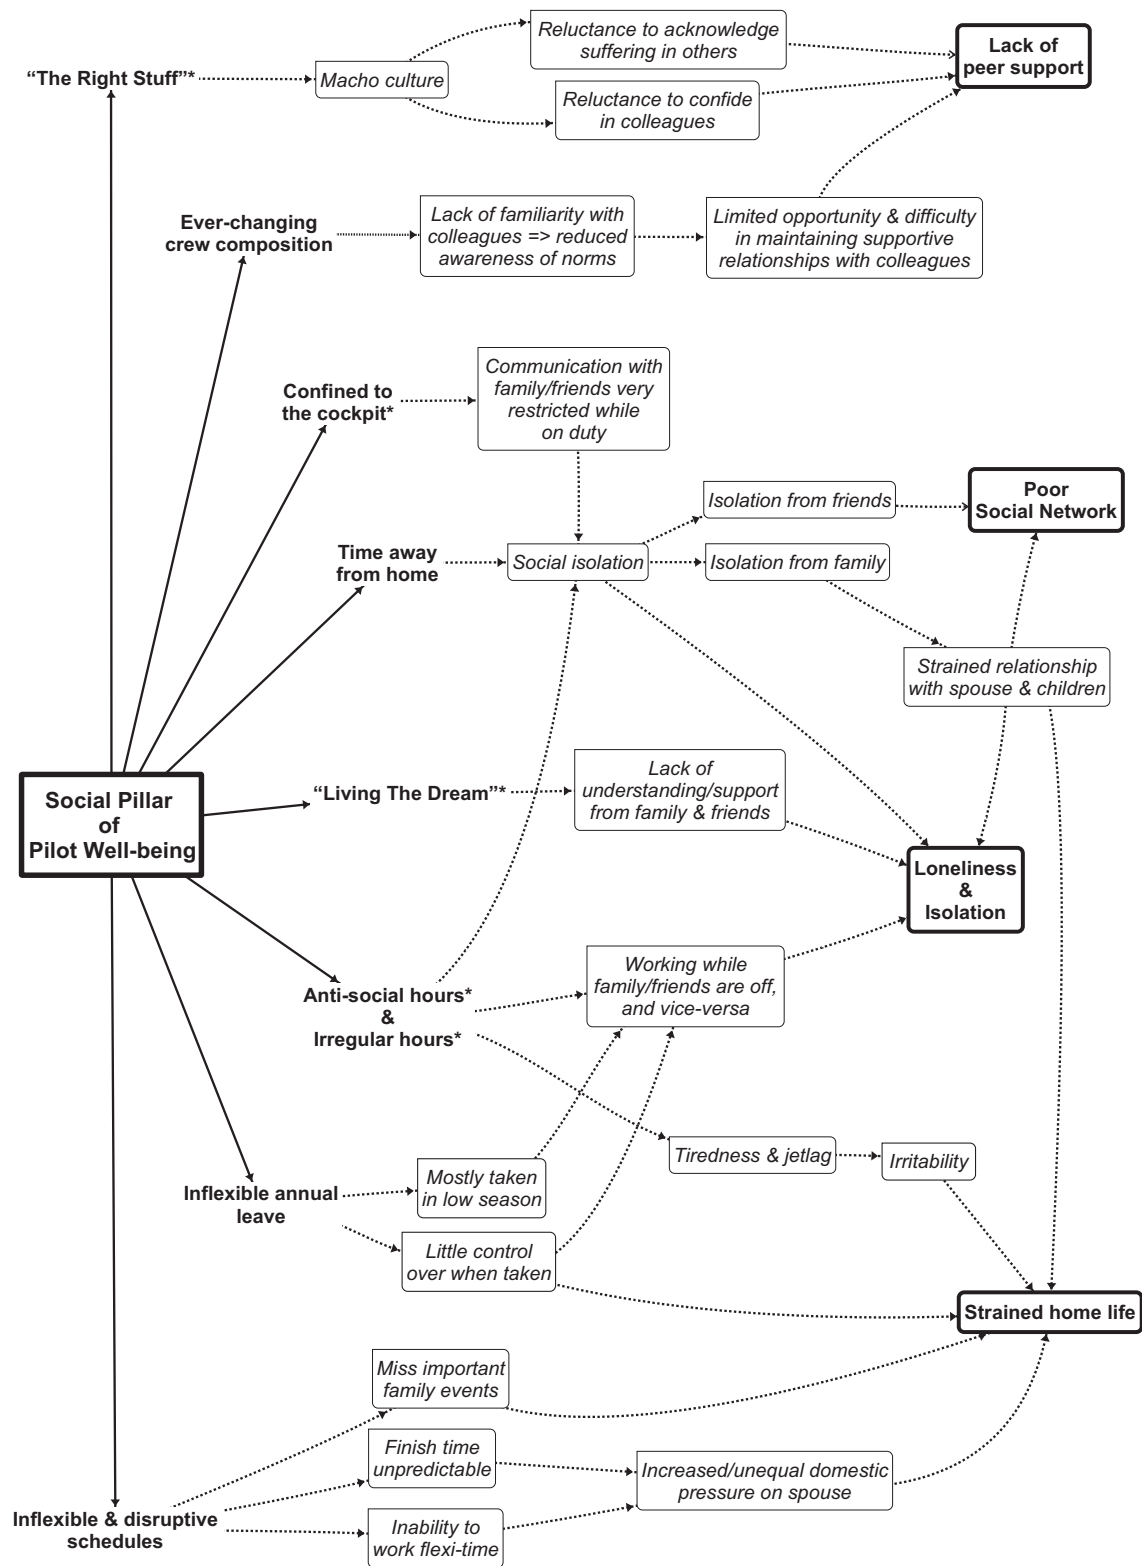 Reluctance to acknowledge
suffering in others
Lack of
peer support
“The Right Stuff”*
Macho culture
Reluctance to confide
in colleagues
Ever-changing
crew composition
Lack of familiarity with
colleagues => reduced
awareness of norms
Limited opportunity & difficulty
in maintaining supportive
relationships with colleagues
Confined to
the cockpit*
Communication with
family/friends very
restricted while
on duty
Isolation from friends
Poor
Social Network
Time away
from home
Social isolation
Isolation from family
Strained relationship
with spouse & children
Social Pillar
of
Pilot Well-being
“Living The Dream”*
Lack of
understanding/support
from family & friends
Loneliness
&
Isolation
Anti-social hours*
&
Irregular hours*
Working while
family/friends are off,
and vice-versa
Tiredness & jetlag
Irritability
Inflexible annual
leave
Mostly taken
in low season
Little control
over when taken
Strained home life
Miss important
family events
Finish time
unpredictable
Increased/unequal domestic
pressure on spouse
Inflexible & disruptive
schedules
Inability to
work flexi-time